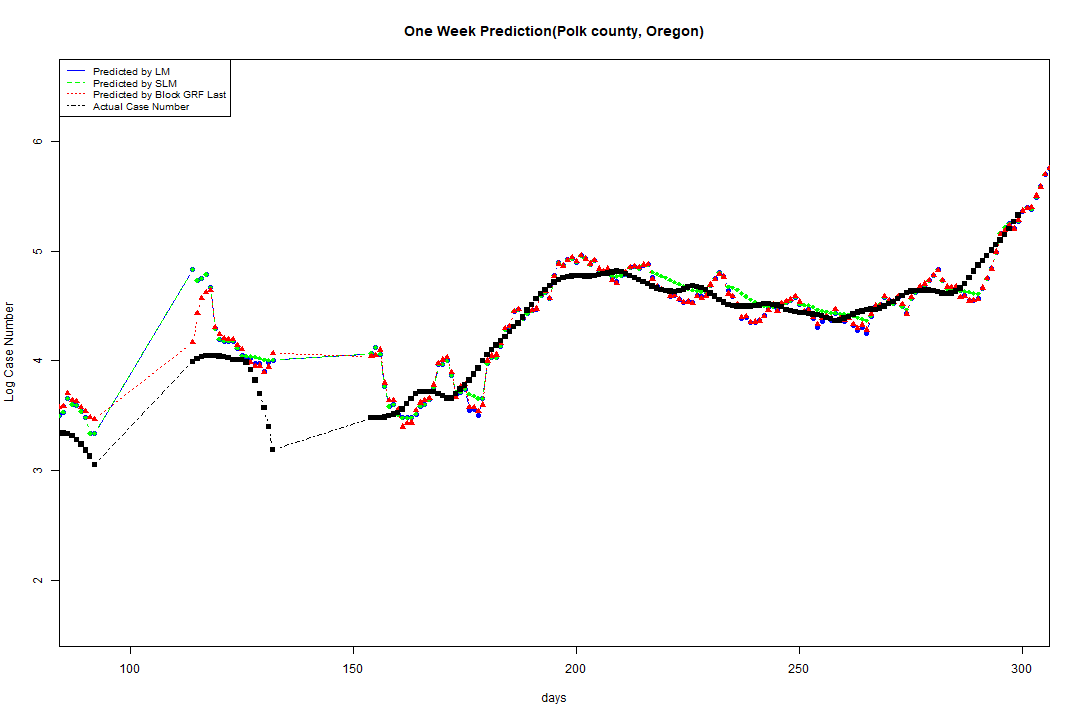 One Week Prediction(Polk county, Oregon)
Predicted by LM
Predicted by SLM
Predicted by Block GRF Last
Actual Case Number
6
5
4
3
2
Log Case Number
100 150 200 250 300
days